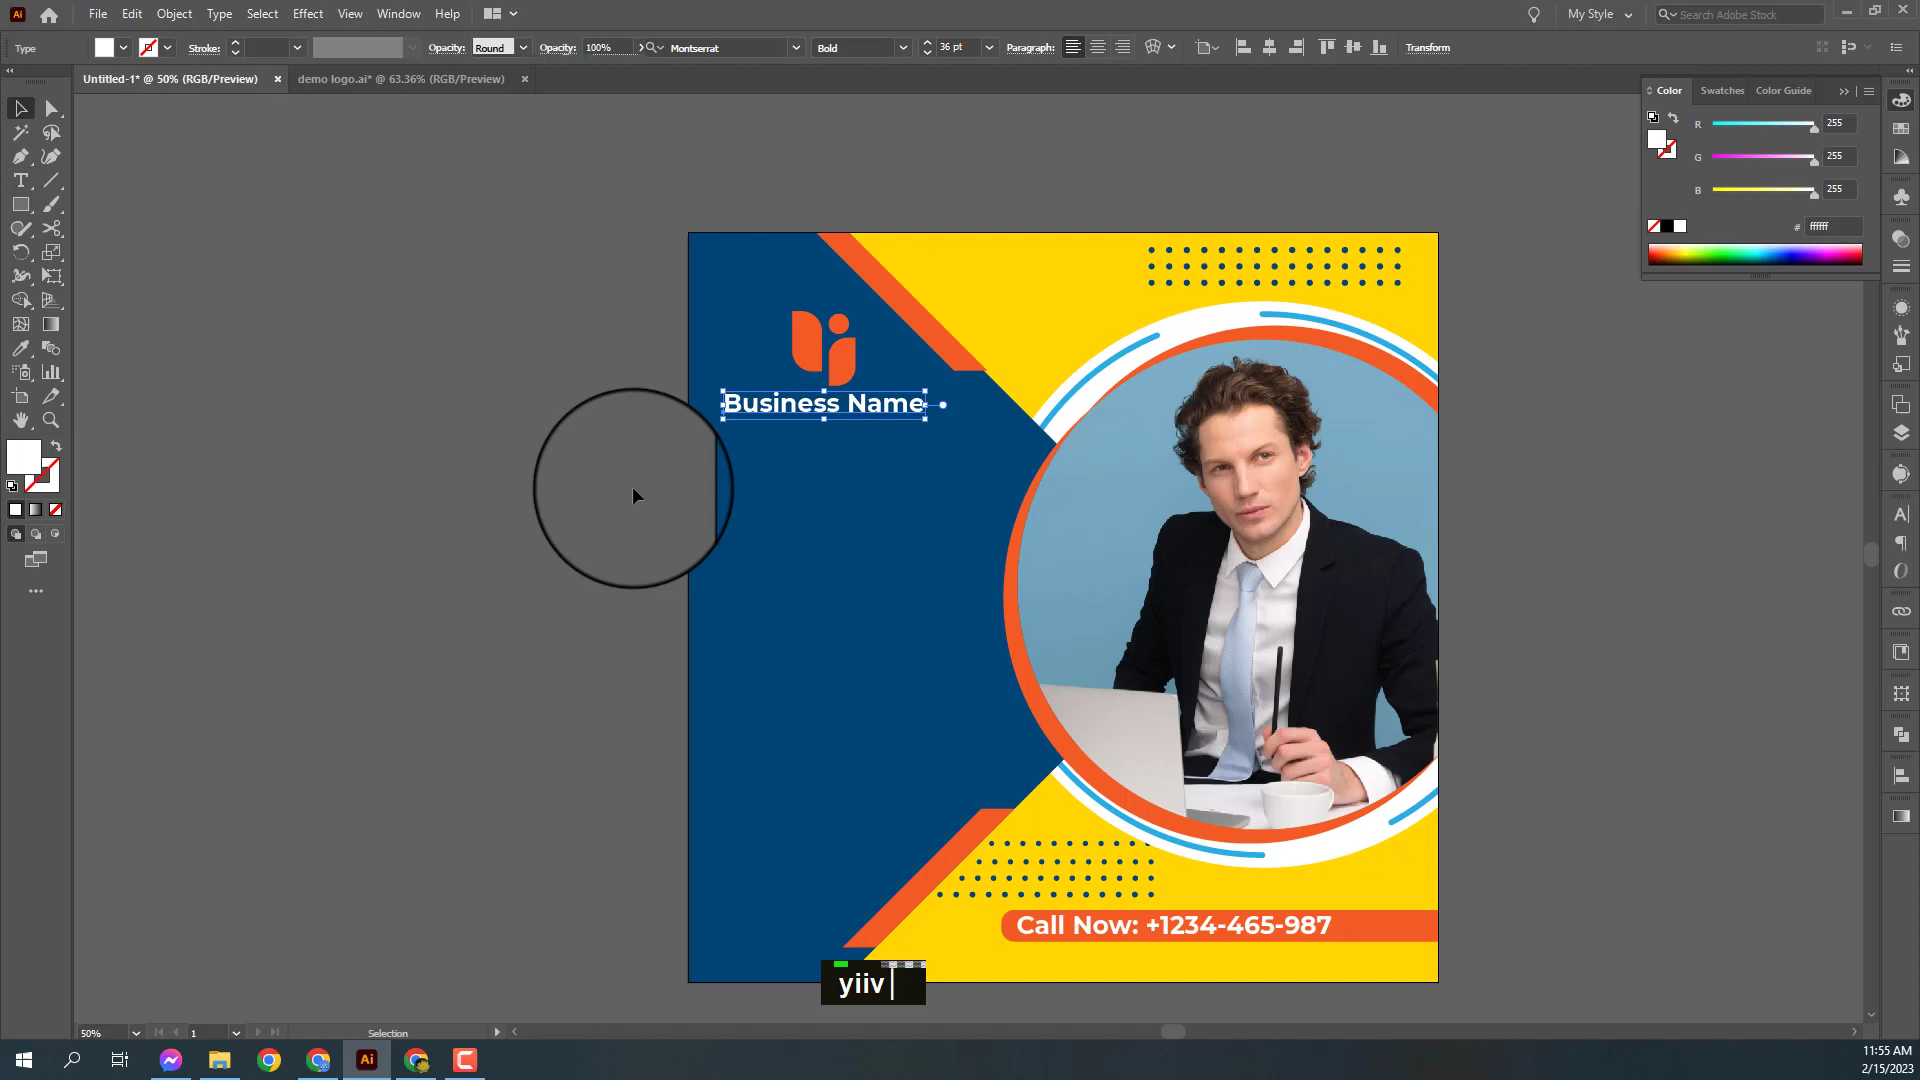 Ai File Edit Object Type Select Effect View Window Help My Style Search Adobe Stock
Type Stroke: Opacity: Round Opacity: 100% Montserrat Bold 36 pt Paragraph: Transform
Untitled-1* @ 50% (RGB/Preview) × demo logo.ai* @ 63.36% (RGB/Preview) ×
Color Swatches Color Guide
R 255
G 255
B 255
# ffffff
Business Name
Call Now: +1234-465-987
yiiv
50% 1 Selection
Ai
11:55 AM
2/15/2023